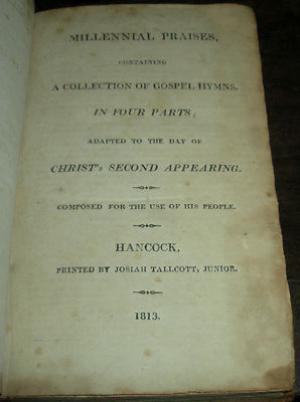 MILLENNIAL PRAISES,
CONTAINING
A COLLECTION OF GOSPEL HYMNS,
IN FOUR PARTS;
ADAPTED TO THE DAY OF
CHRIST's SECOND APPEARING.
COMPOSED FOR THE USE OF HIS PEOPLE.
HANCOCK,
PRINTED BY JOSIAH TALLCOTT, JUNIOR.
1813.